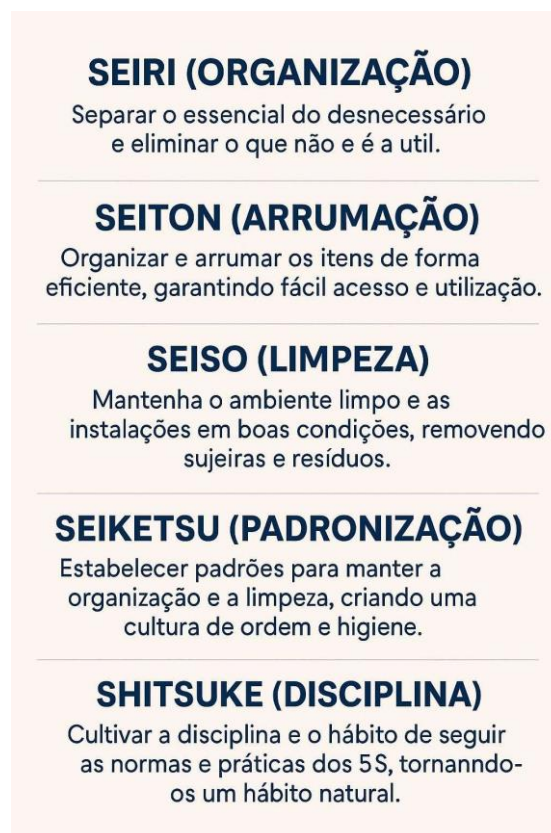 SEIRI (ORGANIZAÇÃO)
Separar o essencial do desnecessário
e eliminar o que não e é a util.
SEITON (ARRUMAÇÃO)
Organizar e arrumar os itens de forma
eficiente, garantindo fácil acesso e utilização.
SEISO (LIMPEZA)
Mantenha o ambiente limpo e as
instalações em boas condições, removendo
sujeiras e resíduos.
SEIKETSU (PADRONIZAÇÃO)
Estabelecer padrões para manter a
organização e a limpeza, criando uma
cultura de ordem e higiene.
SHITSUKE (DISCIPLINA)
Cultivar a disciplina e o hábito de seguir
as normas e práticas dos 5S, tornanndo-
os um hábito natural.